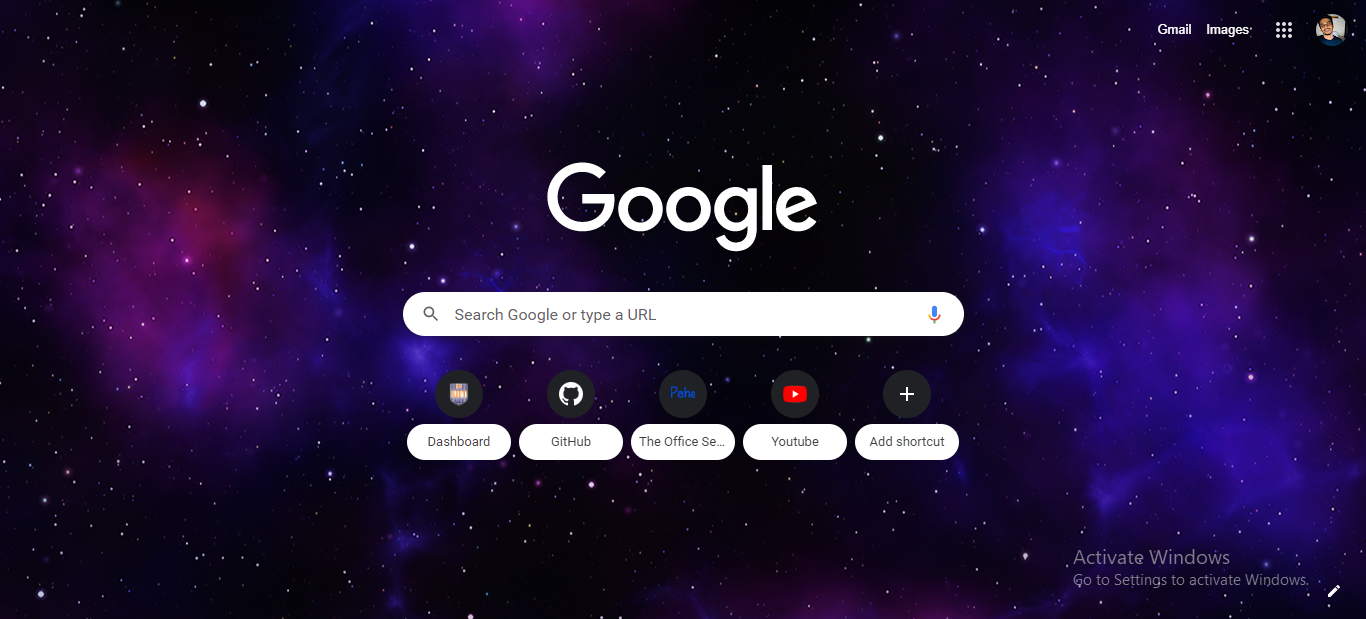 Gmail Images
Google
Search Google or type a URL
Poha
Dashboard GitHub The Office Se... Youtube Add shortcut
Activate Windows
Go to Settings to activate Windows.